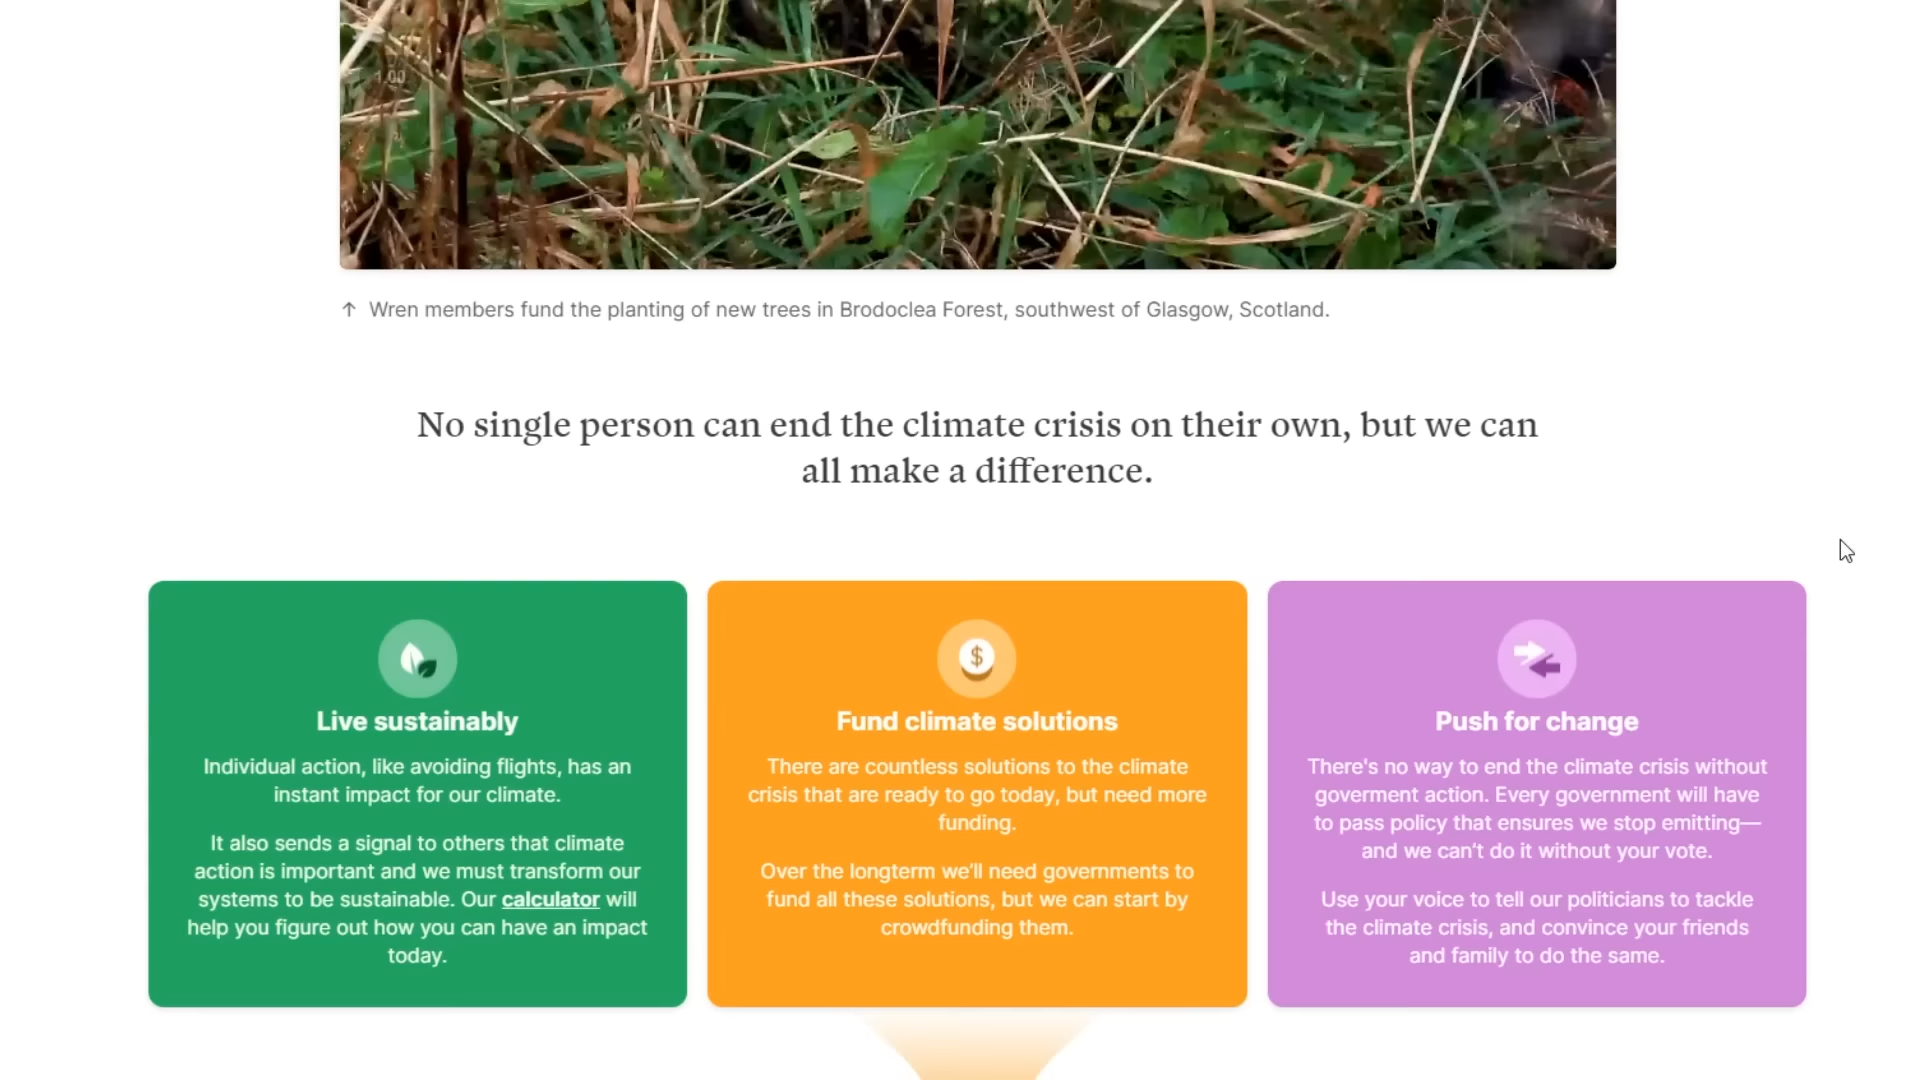 1.00
↑ Wren members fund the planting of new trees in Brodoclea Forest, southwest of Glasgow, Scotland.
No single person can end the climate crisis on their own, but we can
all make a difference.
Live sustainably
Individual action, like avoiding flights, has an
instant impact for our climate.
It also sends a signal to others that climate
action is important and we must transform our
systems to be sustainable. Our calculator will
help you figure out how you can have an impact
today.
$
Fund climate solutions
There are countless solutions to the climate
crisis that are ready to go today, but need more
funding.
Over the longterm we'll need governments to
fund all these solutions, but we can start by
crowdfunding them.
Push for change
There's no way to end the climate crisis without
goverment action. Every government will have
to pass policy that ensures we stop emitting—
and we can't do it without your vote.
Use your voice to tell our politicians to tackle
the climate crisis, and convince your friends
and family to do the same.